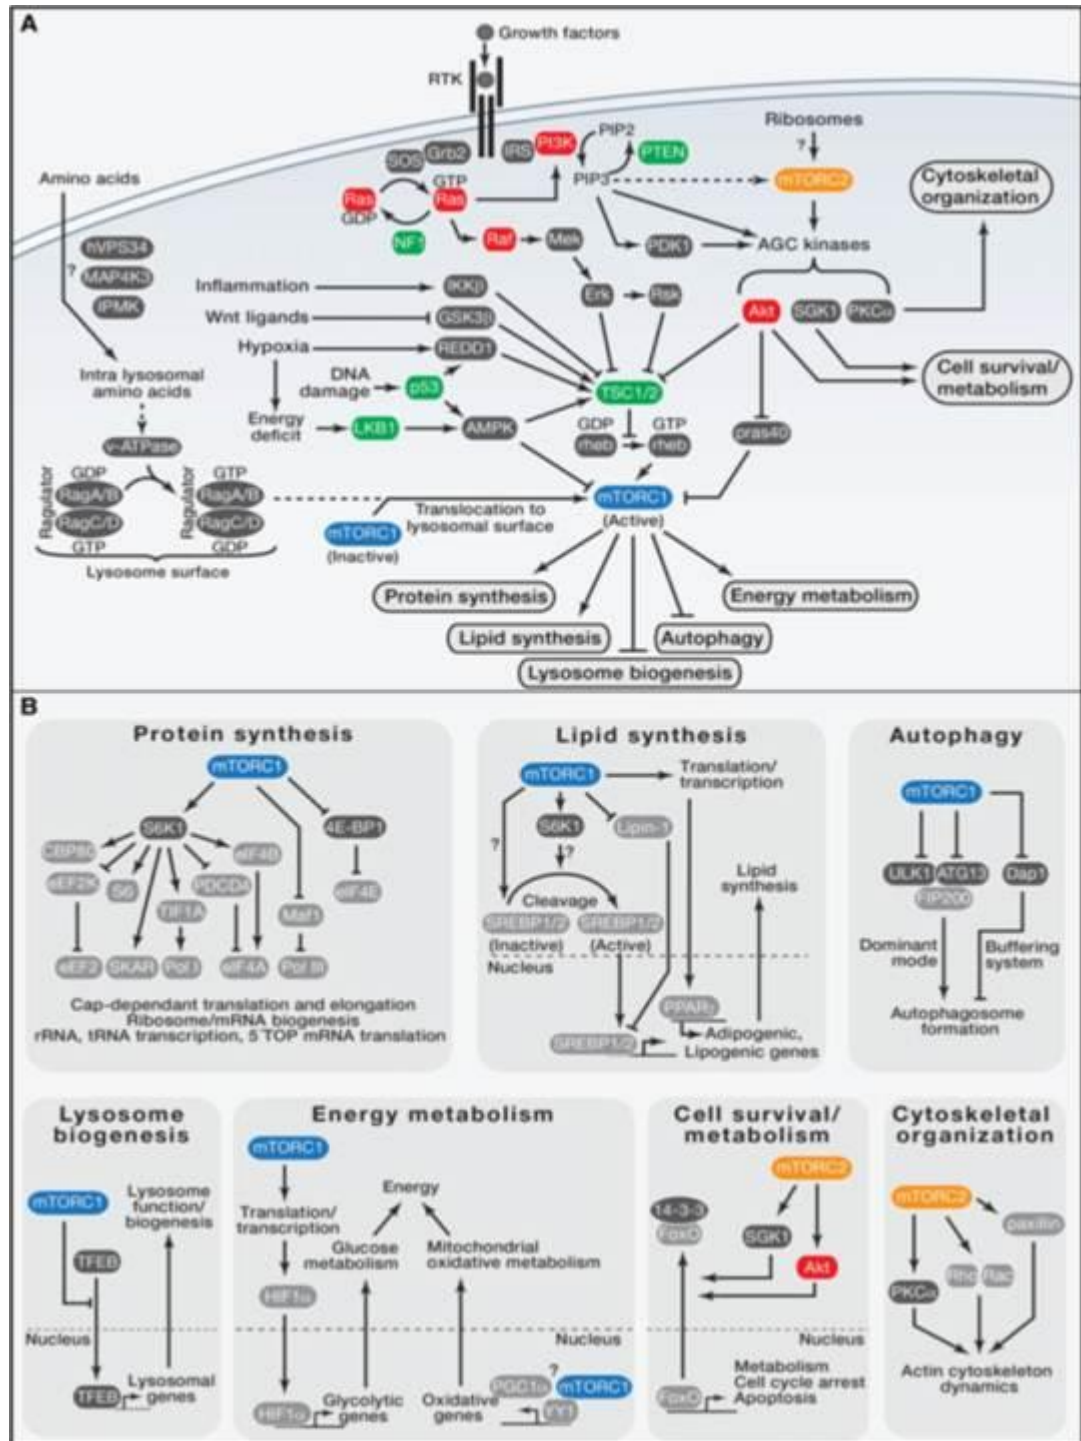 A
Growth factors
RTK
Ribosomes
?
SOS
Grb2
IRS
PI3K
PIP2
PTEN
Amino acids
GTP
PIP3
mTORC2
Cytoskeletal
organization
Ras
Ras
GDP
NF1
Raf
Mek
PDK1
AGC kinases
hVPS34
?
MAP4K3
IPMK
Inflammation
IKKβ
Erk
Rsk
Akt
SGK1
PKCα
Wnt ligands
GSK3β
Hypoxia
REDD1
Cell survival/
metabolism
Intra lysosomal
amino acids
DNA
damage
p53
TSC1/2
Energy
deficit
LKB1
AMPK
GDP
GTP
rheb
rheb
pras40
v-ATPase
Ragulator
GDP
RagA/B
RagC/D
GTP
Ragulator
GTP
RagA/B
RagC/D
GDP
Lysosome surface
mTORC1
(Inactive)
Translocation to
lysosomal surface
mTORC1
(Active)
Protein synthesis
Energy metabolism
Lipid synthesis
Autophagy
Lysosome biogenesis
B
Protein synthesis
mTORC1
S6K1
4E-BP1
CBP80
eIF4B
eEF2K
S6
PDCD4
eIF4E
TIF1A
Maf1
eEF2
SKAR
Pol I
eIF4A
Pol III
Cap-dependant translation and elongation
Ribosome/mRNA biogenesis
rRNA, tRNA transcription, 5'TOP mRNA translation
Lipid synthesis
mTORC1
Translation/
transcription
S6K1
Lipin-1
?
?
Lipid
synthesis
Cleavage
SREBP1/2
SREBP1/2
(Inactive)
(Active)
Nucleus
PPARγ
SREBP1/2
Adipogenic,
Lipogenic genes
Autophagy
mTORC1
ULK1
ATG13
Dap1
FIP200
Dominant
mode
Buffering
system
Autophagosome
formation
Lysosome
biogenesis
mTORC1
Lysosome
function/
biogenesis
TFEB
Nucleus
TFEB
Lysosomal
genes
Energy metabolism
mTORC1
Energy
Translation/
transcription
Glucose
metabolism
Mitochondrial
oxidative metabolism
HIF1α
Nucleus
HIF1α
Glycolytic
genes
Oxidative
genes
?
PGC1α
mTORC1
YY1
Cell survival/
metabolism
mTORC2
14-3-3
FoxO
SGK1
Akt
Nucleus
FoxO
Metabolism
Cell cycle arrest
Apoptosis
Cytoskeletal
organization
mTORC2
paxillin
PKCα
Rho
Rac
Actin cytoskeleton
dynamics